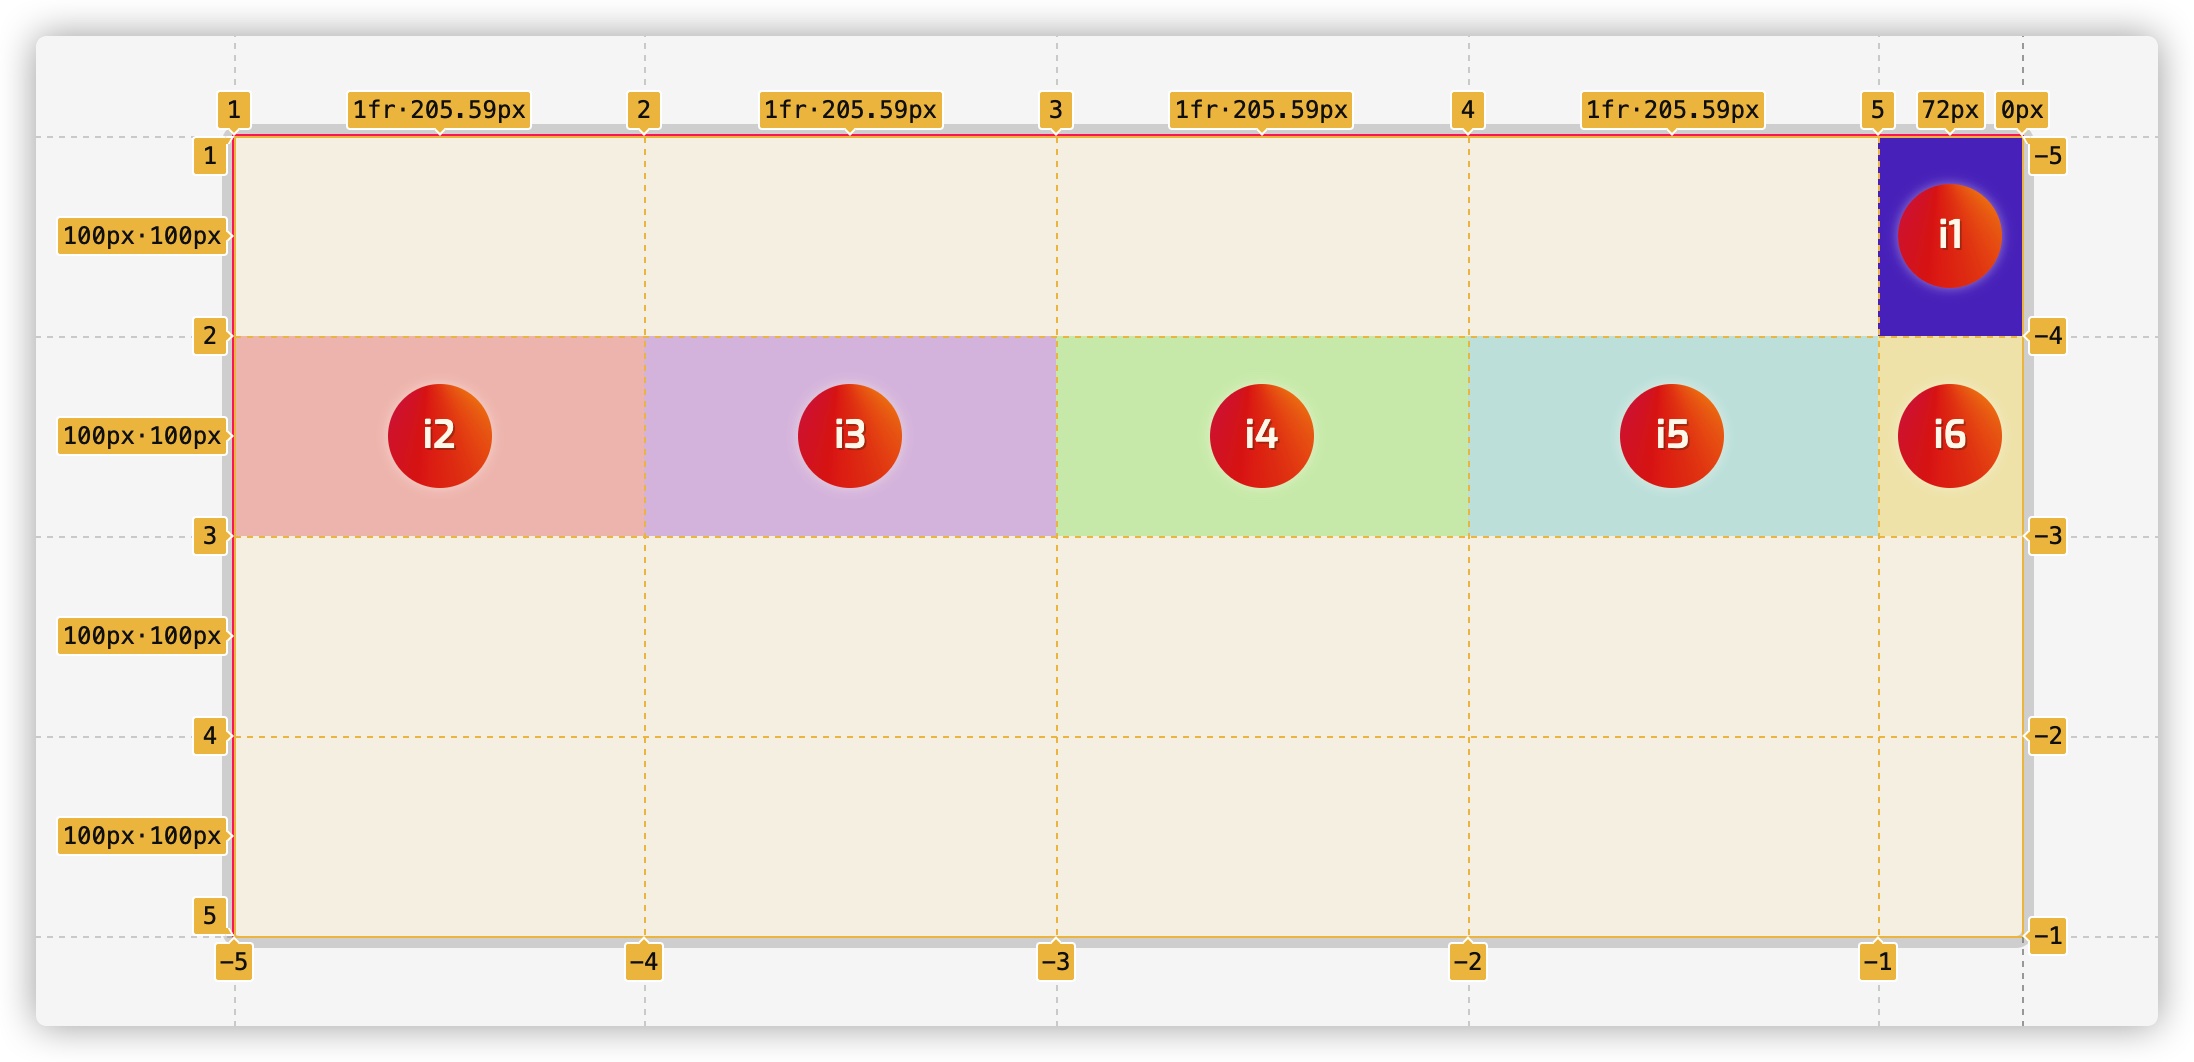 1 1fr·205.59px 2 1fr·205.59px 3 1fr·205.59px 4 1fr·205.59px 5 72px 0px
1 −5
100px·100px i1
2 −4
100px·100px i2 i3 i4 i5 i6
3 −3
100px·100px
4 −2
100px·100px
5 −1
−5 −4 −3 −2 −1